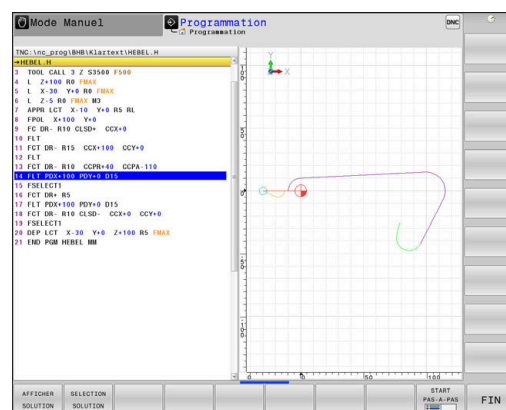 Mode Manuel
Programmation
Programmation
DNC
TNC:\nc_prog\BHB\Klartext\HEBEL.H
→HEBEL.H
3 TOOL CALL 3 Z S3500 F500
4 L Z+100 R0 FMAX
5 L X-30 Y+0 R0 FMAX
6 L Z-5 R0 FMAX M3
7 APPR LCT X-10 Y+0 R5 RL
8 FPOL X+100 Y+0
9 FC DR- R10 CLSD+ CCX+0
10 FLT
11 FCT DR- R15 CCX+100 CCY+0
12 FLT
13 FCT DR- R10 CCPR+40 CCPA-110
14 FLT PDX+100 PDY+0 D15
15 FSELECT1
16 FCT DR+ R5
17 FLT PDX+100 PDY+0 D15
18 FCT DR- R10 CLSD- CCX+0 CCY+0
19 FSELECT1
20 DEP LCT X-30 Y+0 Z+100 R5 FMAX
21 END PGM HEBEL MM
Y
X
100
50
0
-50
-100
0
50
100
AFFICHER
SOLUTION
SELECTION
SOLUTION
START
PAS-A-PAS
FIN